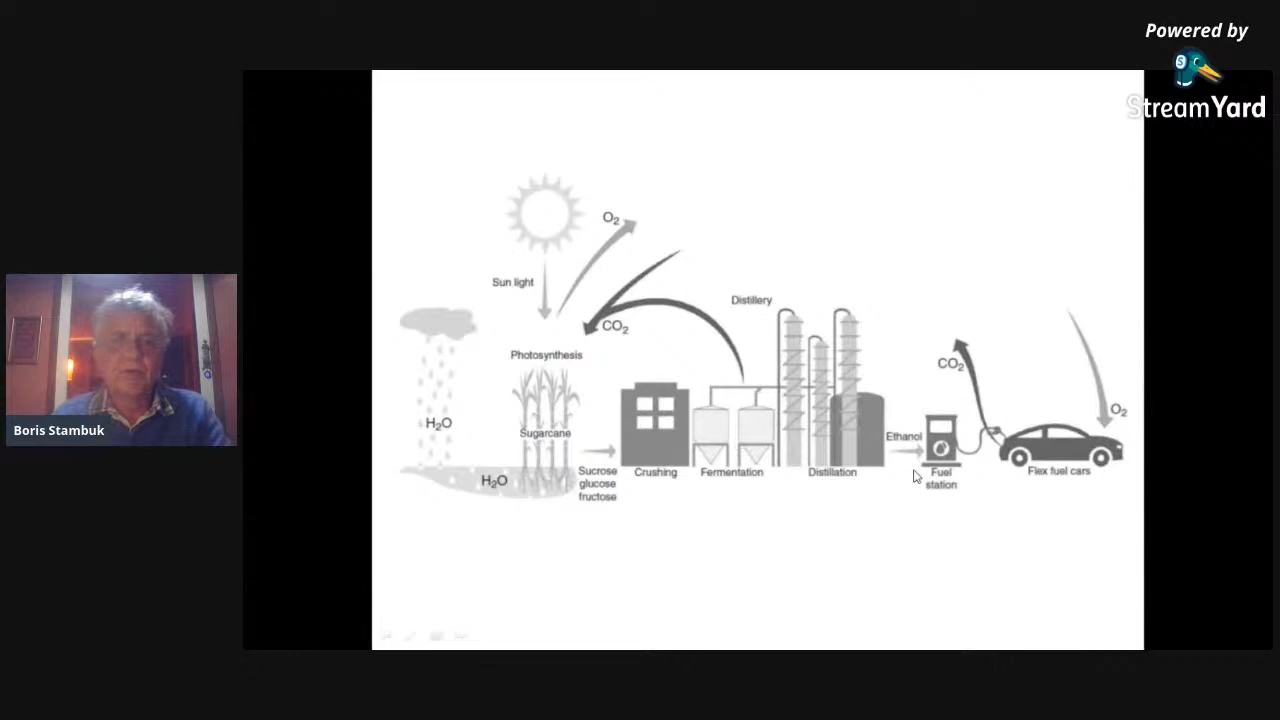 Powered by
StreamYard
O2
Sun light
Distillery
CO2
Photosynthesis
CO2
O2
H2O
Sugarcane
Ethanol
Boris Stambuk
H2O
Sucrose
glucose
fructose
Crushing
Fermentation
Distillation
Fuel
station
Flex fuel cars